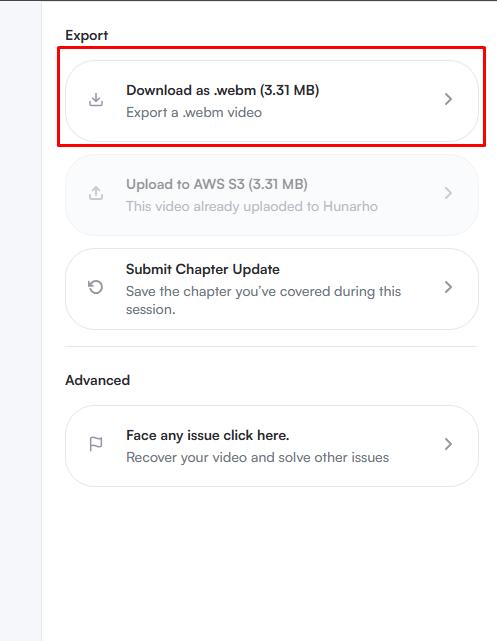 Export
Download as .webm (3.31 MB)
Export a .webm video
Upload to AWS S3 (3.31 MB)
This video already uplaoded to Hunarho
Submit Chapter Update
Save the chapter you've covered during this
session.
Advanced
Face any issue click here.
Recover your video and solve other issues